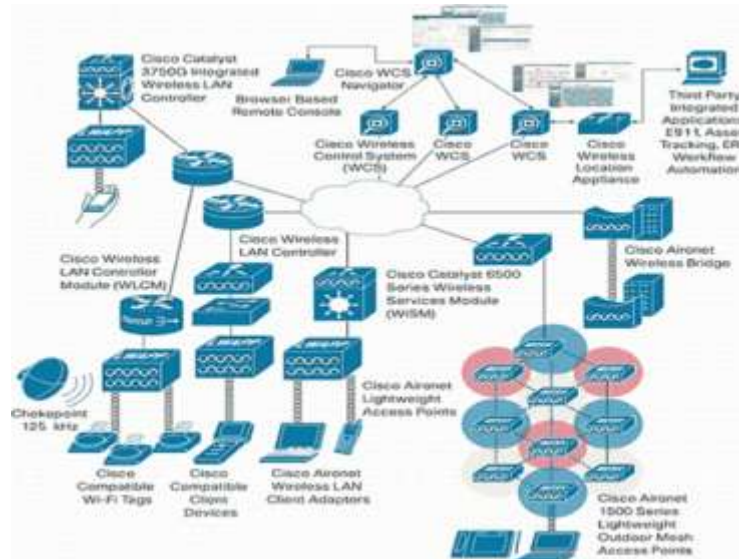 Cisco Catalyst
3750G Integrated
Wireless LAN
Controller
Browser Based
Remote Console
Cisco WCS
Navigator
Cisco Wireless
Control System
(WCS)
Cisco
WCS
Cisco
WCS
Cisco
Wireless
Location
Appliance
Third Party
Integrated
Applications:
E911, Asset
Tracking, ER
Workflow
Automation
Cisco Wireless
LAN Controller
Module (WLCM)
Cisco Wireless
LAN Controller
Cisco Catalyst 6500
Series Wireless
Services Module
(WiSM)
Cisco Aironet
Wireless Bridge
Chokepoint
125 kHz
Cisco Aironet
Lightweight
Access Points
Cisco
Compatible
Wi-Fi Tags
Cisco
Compatible
Client
Devices
Cisco Aironet
Wireless LAN
Client Adapters
Cisco Aironet
1500 Series
Lightweight
Outdoor Mesh
Access Points